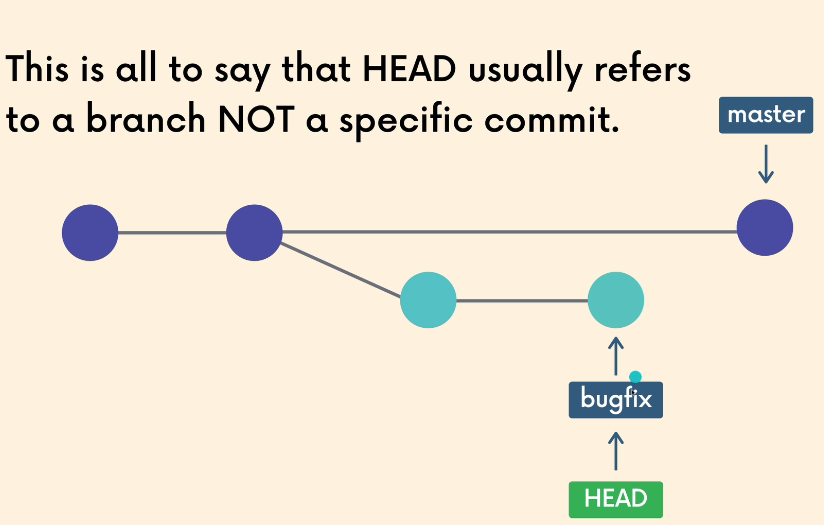 This is all to say that HEAD usually refers
to a branch NOT a specific commit.
master
bugfix
HEAD